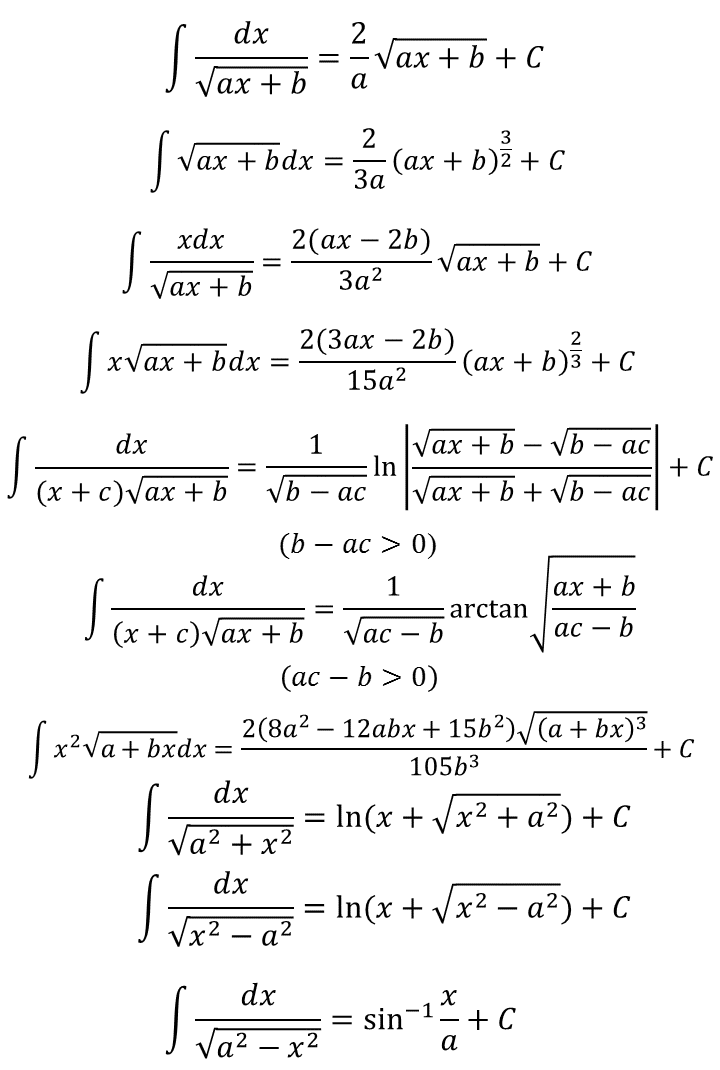 ∫ dx/√(ax + b) = 2/a √(ax + b) + C
∫ √(ax + b)dx = 2/3a (ax + b)^(3/2) + C
∫ xdx/√(ax + b) = 2(ax − 2b)/3a² √(ax + b) + C
∫ x√(ax + b)dx = 2(3ax − 2b)/15a² (ax + b)^(2/3) + C
∫ dx/((x + c)√(ax + b)) = 1/√(b − ac) ln |(√(ax + b) − √(b − ac))/(√(ax + b) + √(b − ac))| + C
(b − ac > 0)
∫ dx/((x + c)√(ax + b)) = 1/√(ac − b) arctan √((ax + b)/(ac − b))
(ac − b > 0)
∫ x²√(a + bx)dx = 2(8a² − 12abx + 15b²)√((a + bx)³)/105b³ + C
∫ dx/√(a² + x²) = ln(x + √(x² + a²)) + C
∫ dx/√(x² − a²) = ln(x + √(x² − a²)) + C
∫ dx/√(a² − x²) = sin⁻¹ x/a + C